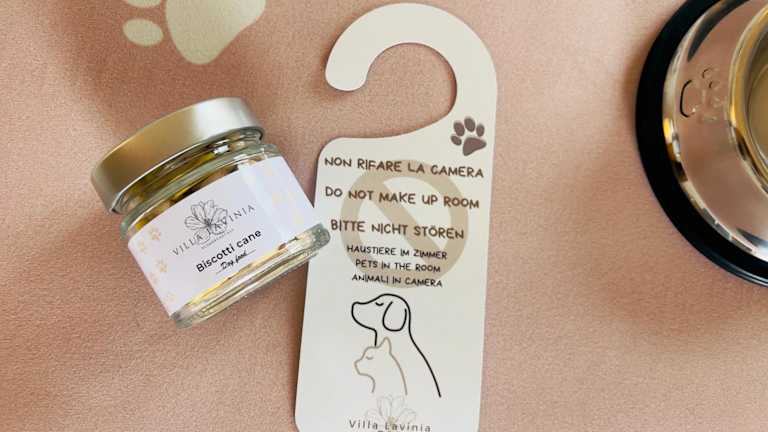 VILLA LAVINIA
Biscotti cane
Dog food
NON RIFARE LA CAMERA
DO NOT MAKE UP ROOM
BITTE NICHT STÖREN
HAUSTIERE IM ZIMMER
PETS IN THE ROOM
ANIMALI IN CAMERA
Villa Lavinia